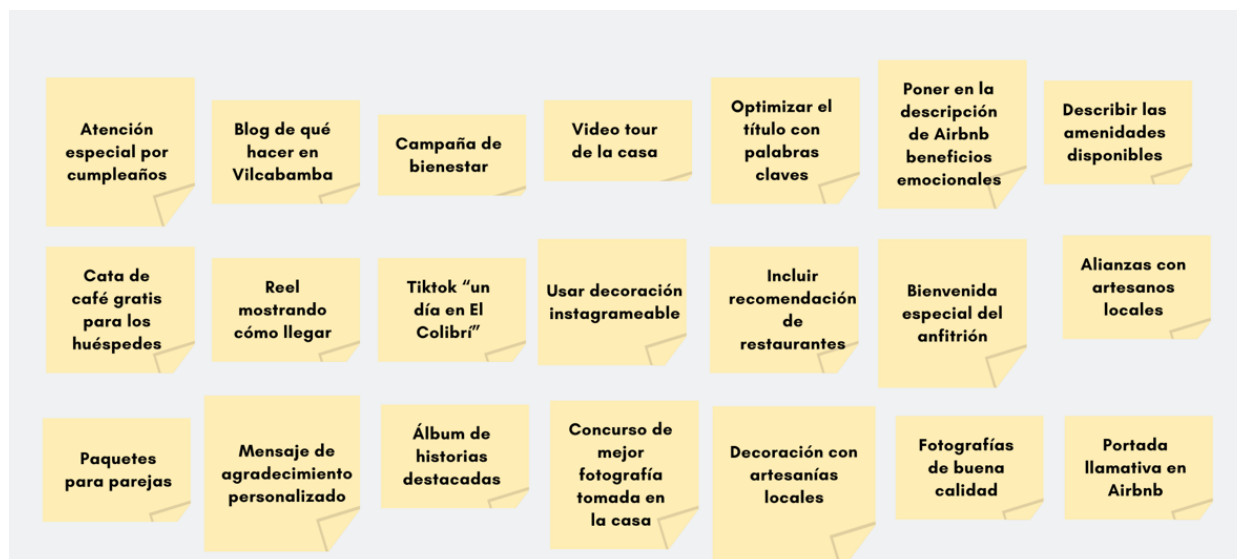 Atención
especial por
cumpleaños
Blog de qué
hacer en
Vilcabamba
Campaña de
bienestar
Video tour
de la casa
Optimizar el
título con
palabras
claves
Poner en la
descripción
de Airbnb
beneficios
emocionales
Describir las
amenidades
disponibles
Cata de
café gratis
para los
huéspedes
Reel
mostrando
cómo llegar
Tiktok “un
día en El
Colibrí”
Usar decoración
instagrameable
Incluir
recomendación
de
restaurantes
Bienvenida
especial del
anfitrión
Alianzas con
artesanos
locales
Paquetes
para parejas
Mensaje de
agradecimiento
personalizado
Álbum de
historias
destacadas
Concurso de
mejor
fotografía
tomada en
la casa
Decoración con
artesanías
locales
Fotografías
de buena
calidad
Portada
llamativa en
Airbnb